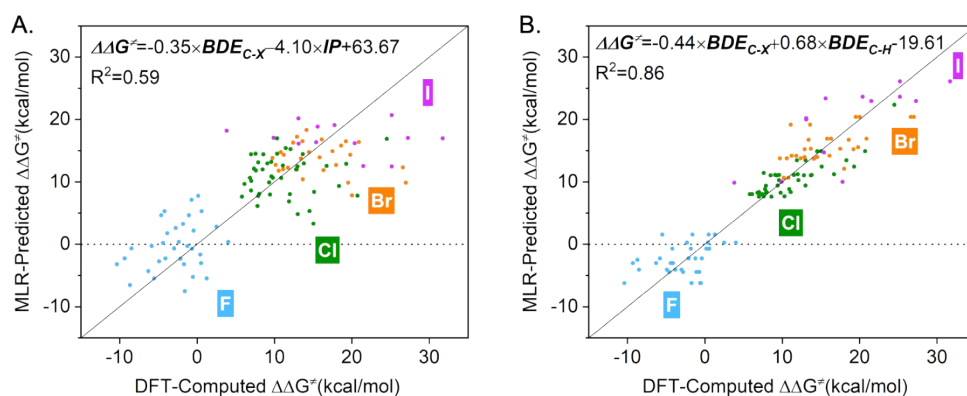 A.
ΔΔG≠=-0.35×BDEC-X–4.10×IP+63.67
R²=0.59
30
20
10
0
-10
MLR-Predicted ΔΔG≠(kcal/mol)
I
Br
Cl
F
-10 0 10 20 30
DFT-Computed ΔΔG≠(kcal/mol)
B.
ΔΔG≠=-0.44×BDEC-X+0.68×BDEC-H-19.61
R²=0.86
30
20
10
0
-10
MLR-Predicted ΔΔG≠(kcal/mol)
I
Br
Cl
F
-10 0 10 20 30
DFT-Computed ΔΔG≠(kcal/mol)